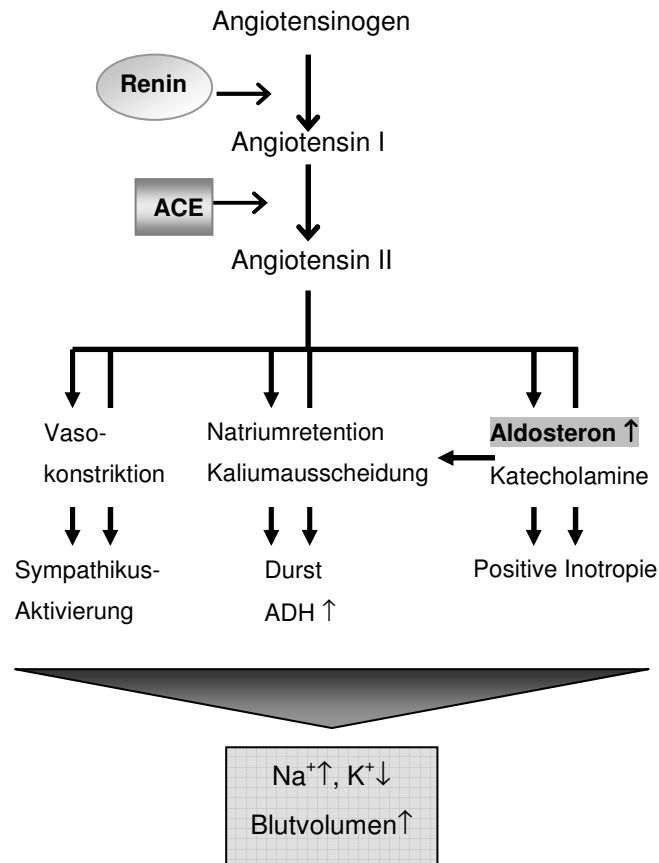 Angiotensinogen
Renin
Angiotensin I
ACE
Angiotensin II
Vaso-
konstriktion
Natriumretention
Kaliumausscheidung
Aldosteron ↑
Katecholamine
Sympathikus-
Aktivierung
Durst
ADH ↑
Positive Inotropie
Na⁺↑, K⁺↓
Blutvolumen↑